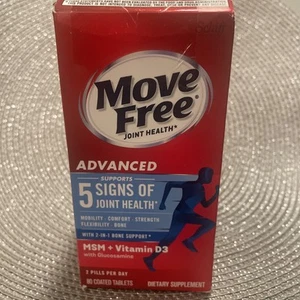 Move
Free®
JOINT HEALTH*
ADVANCED
SUPPORTS
5 SIGNS OF
JOINT HEALTH*
MOBILITY · COMFORT · STRENGTH
FLEXIBILITY · BONE
WITH 2-IN-1 BONE SUPPORT*
MSM + Vitamin D3
with Glucosamine
2 PILLS PER DAY
80 COATED TABLETS DIETARY SUPPLEMENT